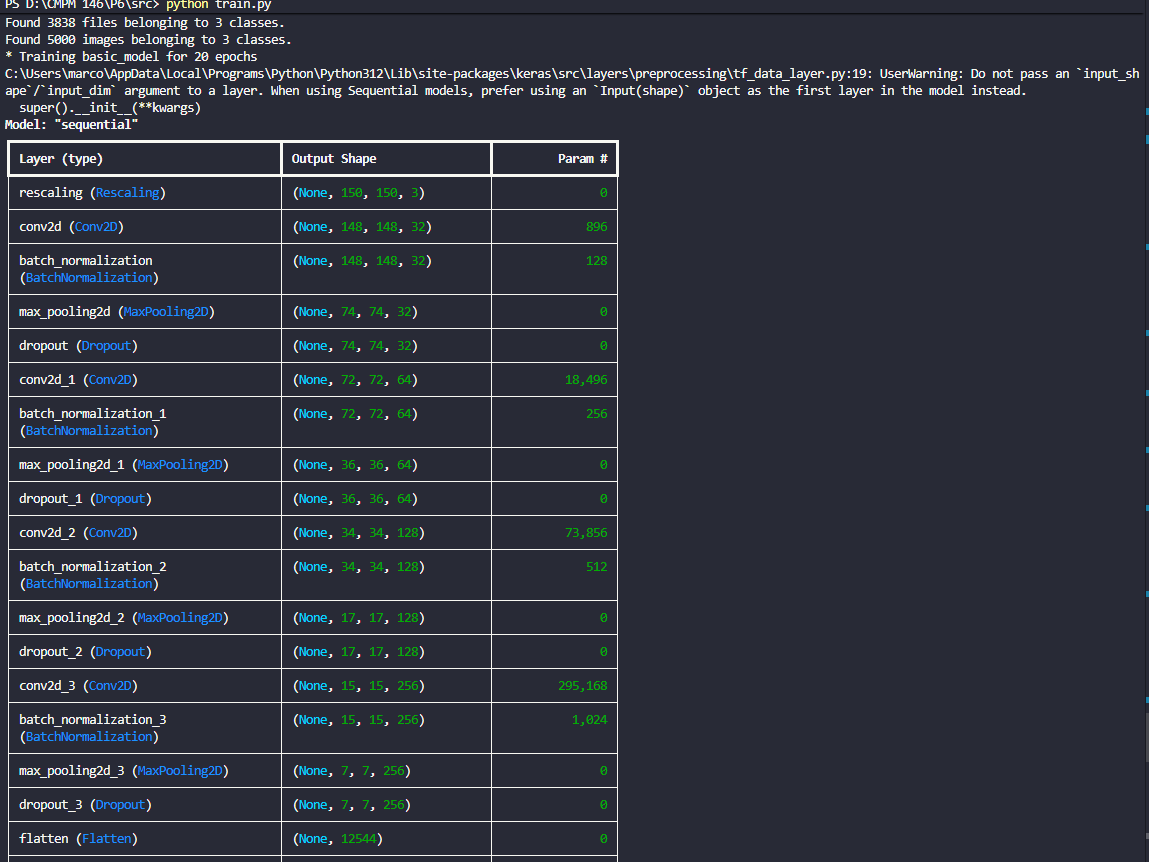 PS D:\CMPM 146\P6\src> python train.py
Found 3838 files belonging to 3 classes.
Found 5000 images belonging to 3 classes.
* Training basic_model for 20 epochs
C:\Users\marco\AppData\Local\Programs\Python\Python312\Lib\site-packages\keras\src\layers\preprocessing\tf_data_layer.py:19: UserWarning: Do not pass an `input_sh
ape`/`input_dim` argument to a layer. When using Sequential models, prefer using an `Input(shape)` object as the first layer in the model instead.
  super().__init__(**kwargs)
Model: "sequential"
Layer (type) Output Shape Param #
rescaling (Rescaling) (None, 150, 150, 3) 0
conv2d (Conv2D) (None, 148, 148, 32) 896
batch_normalization (None, 148, 148, 32) 128
(BatchNormalization)
max_pooling2d (MaxPooling2D) (None, 74, 74, 32) 0
dropout (Dropout) (None, 74, 74, 32) 0
conv2d_1 (Conv2D) (None, 72, 72, 64) 18,496
batch_normalization_1 (None, 72, 72, 64) 256
(BatchNormalization)
max_pooling2d_1 (MaxPooling2D) (None, 36, 36, 64) 0
dropout_1 (Dropout) (None, 36, 36, 64) 0
conv2d_2 (Conv2D) (None, 34, 34, 128) 73,856
batch_normalization_2 (None, 34, 34, 128) 512
(BatchNormalization)
max_pooling2d_2 (MaxPooling2D) (None, 17, 17, 128) 0
dropout_2 (Dropout) (None, 17, 17, 128) 0
conv2d_3 (Conv2D) (None, 15, 15, 256) 295,168
batch_normalization_3 (None, 15, 15, 256) 1,024
(BatchNormalization)
max_pooling2d_3 (MaxPooling2D) (None, 7, 7, 256) 0
dropout_3 (Dropout) (None, 7, 7, 256) 0
flatten (Flatten) (None, 12544) 0